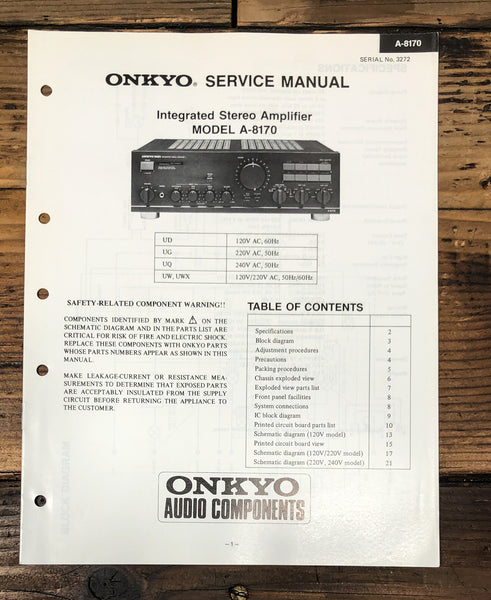 A-8170
SERIAL No. 3272
ONKYO® SERVICE MANUAL
Integrated Stereo Amplifier
MODEL A-8170
UD 120V AC, 60Hz
UG 220V AC, 50Hz
UQ 240V AC, 50Hz
UW, UWX 120V/220V AC, 50Hz/60Hz
SAFETY-RELATED COMPONENT WARNING!!
COMPONENTS IDENTIFIED BY MARK ⚠ ON THE
SCHEMATIC DIAGRAM AND IN THE PARTS LIST ARE
CRITICAL FOR RISK OF FIRE AND ELECTRIC SHOCK.
REPLACE THESE COMPONENTS WITH ONKYO PARTS
WHOSE PARTS NUMBERS APPEAR AS SHOWN IN THIS
MANUAL.
MAKE LEAKAGE-CURRENT OR RESISTANCE MEA-
SUREMENTS TO DETERMINE THAT EXPOSED PARTS
ARE ACCEPTABLY INSULATED FROM THE SUPPLY
CIRCUIT BEFORE RETURNING THE APPLIANCE TO
THE CUSTOMER.
TABLE OF CONTENTS
Specifications 2
Block diagram 3
Adjustment procedures 4
Precautions 4
Packing procedures 5
Chassis exploded view 6
Exploded view parts list 7
Front panel facilities 8
System connections 8
IC block diagram 9
Printed circuit board parts list 10
Schematic diagram (120V model) 13
Printed circuit board view 15
Schematic diagram (120V/220V model) 17
Schematic diagram (220V, 240V model) 21
ONKYO
AUDIO COMPONENTS
–1–